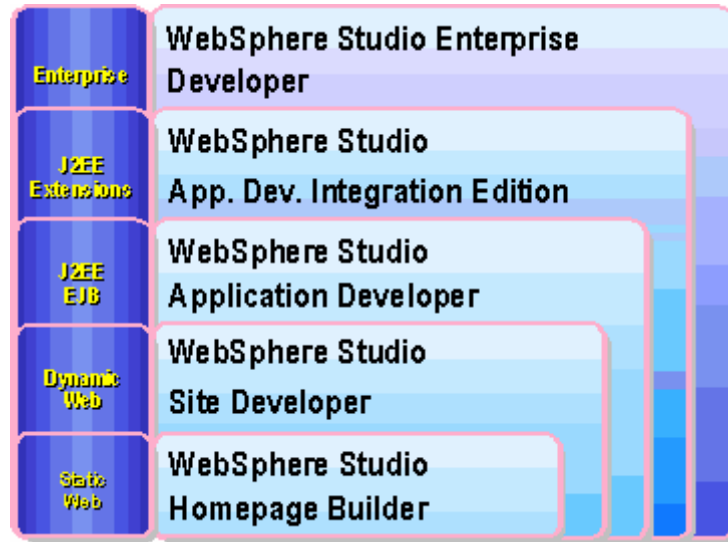 Enterprise
WebSphere Studio Enterprise
Developer
J2EE
Extensions
WebSphere Studio
App. Dev. Integration Edition
J2EE
EJB
WebSphere Studio
Application Developer
Dynamic
Web
WebSphere Studio
Site Developer
Static
Web
WebSphere Studio
Homepage Builder